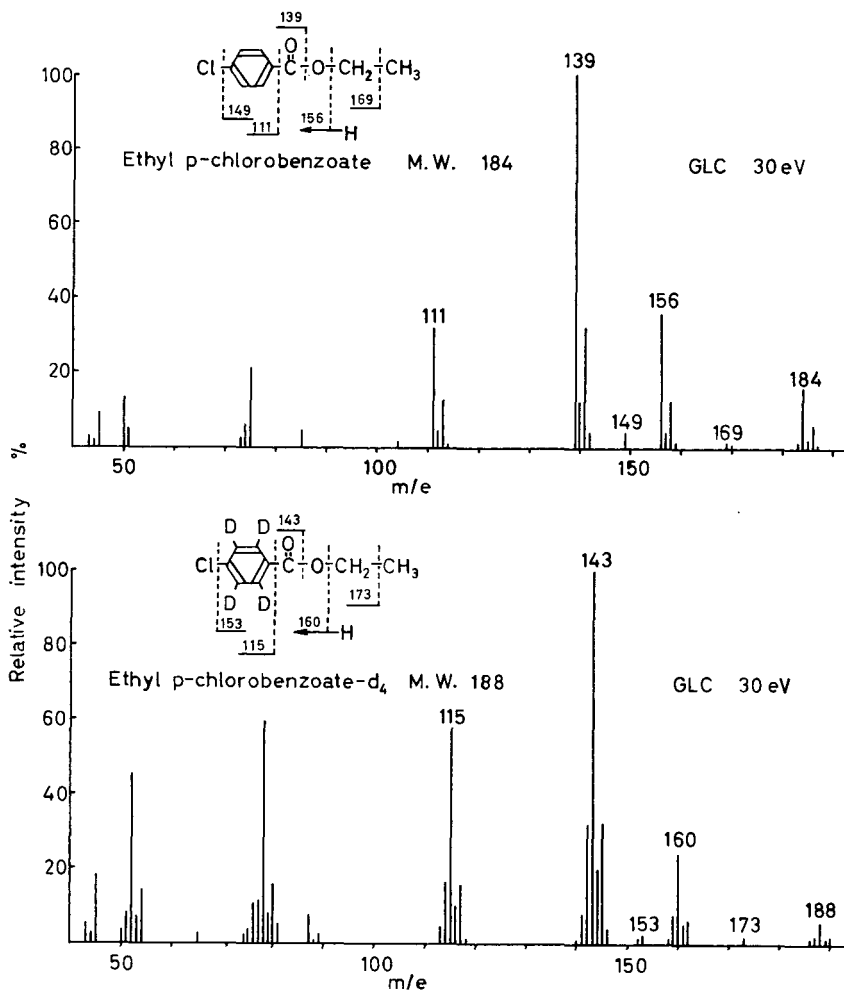 139
O
Cl C O CH₂ CH₃
149 111 156 169
H
Ethyl p-chlorobenzoate M.W. 184 GLC 30 eV
100
80
60
40
20
139
111
156
149
169
184
50 100 150
m/e
Relative intensity %
143
D D O
Cl C O CH₂ CH₃
D D 173
153 160 H
115
Ethyl p-chlorobenzoate-d₄ M.W. 188 GLC 30 eV
100
80
60
40
20
143
115
160
153
173
188
50 100 150
m/e